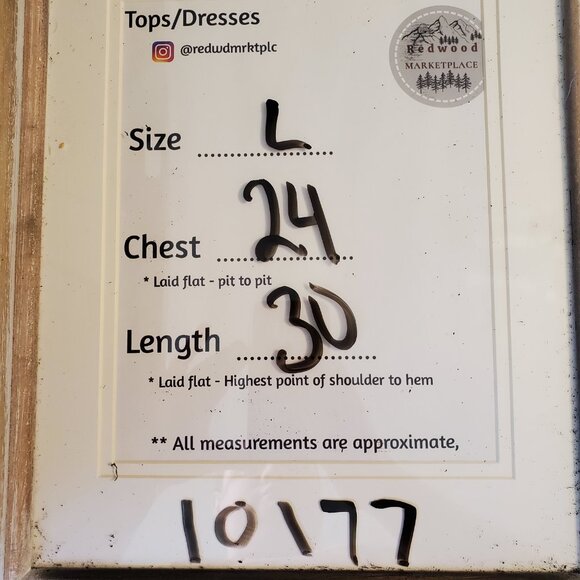 Tops/Dresses
@redwdmrktplc
Redwood
MARKETPLACE
Size ..................... L
Chest ..................... 24
* Laid flat - pit to pit
Length ..................... 30
* Laid flat - Highest point of shoulder to hem
** All measurements are approximate,
10177